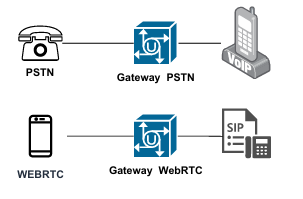 VoIP
PSTN
Gateway PSTN
SIP
WEBRTC
Gateway WebRTC